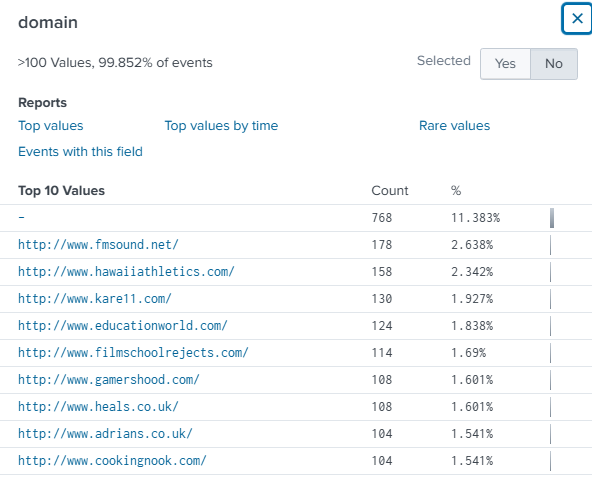 domain
>100 Values, 99.852% of events
Selected Yes No
Reports
Top values Top values by time Rare values
Events with this field
Top 10 Values Count %
- 768 11.383%
http://www.fmsound.net/ 178 2.638%
http://www.hawaiiathletics.com/ 158 2.342%
http://www.kare11.com/ 130 1.927%
http://www.educationworld.com/ 124 1.838%
http://www.filmschoolrejects.com/ 114 1.69%
http://www.gamershood.com/ 108 1.601%
http://www.heals.co.uk/ 108 1.601%
http://www.adrians.co.uk/ 104 1.541%
http://www.cookingnook.com/ 104 1.541%